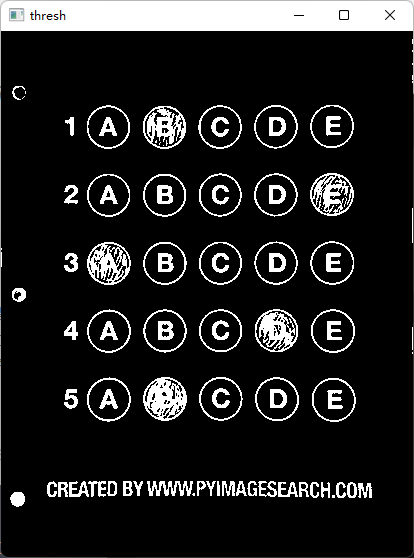 thresh
1 A B C D E
2 A B C D E
3 A B C D E
4 A B C D E
5 A B C D E
CREATED BY WWW.PYIMAGESEARCH.COM